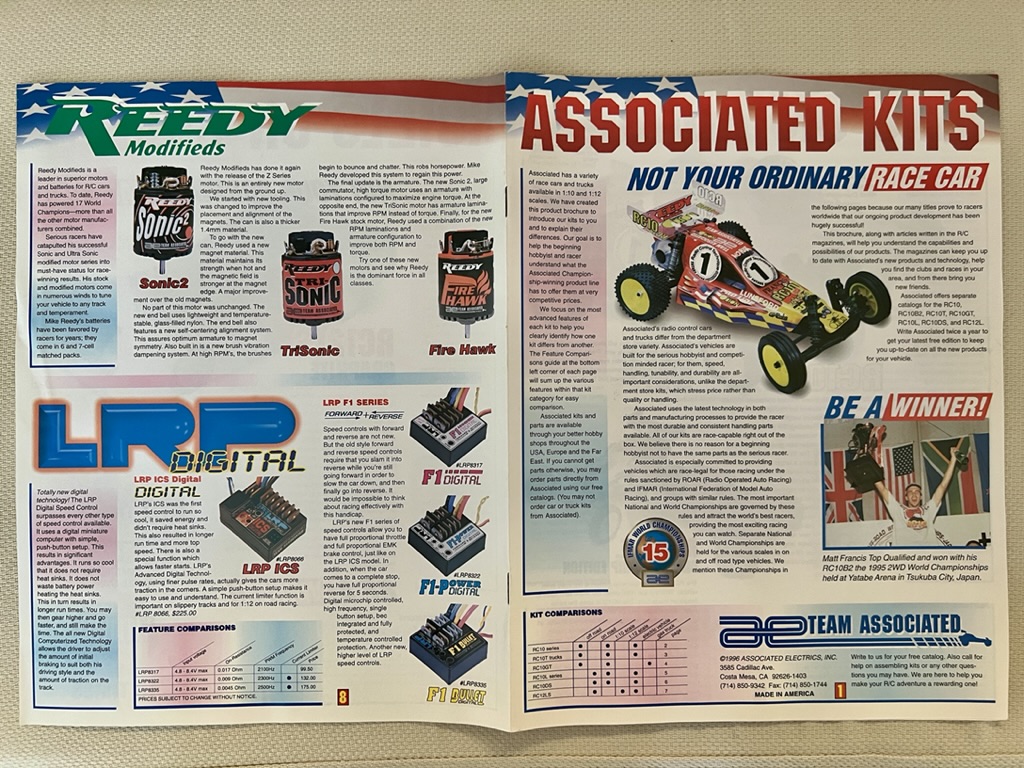 REEDY
Modifieds
Reedy Modifieds is a
leader in superior motors
and batteries for R/C cars
and trucks. To date, Reedy
has powered 17 World
Champions—more than all
the other motor manufac-
turers combined.
Serious racers have
catapulted his successful
Sonic and Ultra Sonic
modified motor series into
must-have status for race-
winning results. His stock
and modified motors come
in numerous winds to tune
your vehicle to any track
and temperament.
Mike Reedy's batteries
have been favored by
racers for years; they
come in 6 and 7-cell
matched packs.
REEDY
Sonic2
Sonic2
Reedy Modifieds has done it again
with the release of the Z Series
motor. This is an entirely new motor
designed from the ground up.
We started with new tooling. This
was changed to improve the
placement and alignment of the
magnets. The can is also a thicker
1.4mm material.
To go with the new
can, Reedy used a new
magnet material. This
material maintains its
strength when hot and
the magnetic field is
stronger at the magnet
edge. A major improve-
ment over the old magnets.
No part of this motor was unchanged. The
new end bell uses lightweight and temperature-
stable, glass-filled nylon. The end bell also
features a new self-centering alignment system.
This assures optimum armature to magnet
symmetry. Also built in is a new brush vibration
dampening system. At high RPM's, the brushes
begin to bounce and chatter. This robs horsepower. Mike
Reedy developed this system to regain this power.
The final update is the armature. The new Sonic 2, large
commutator, high torque motor uses an armature with
laminations configured to maximize engine torque. At the
opposite end, the new TriSonic motor has armature lamina-
tions that improve RPM instead of torque. Finally, for the new
Fire Hawk stock motor, Reedy used a combination of the new
RPM laminations and
armature configuration to
improve both RPM and
torque.
Try one of these new
motors and see why Reedy
is the dominant force in all
classes.
REEDY
TRI
SONIC
TriSonic
REEDY
FIRE
HAWK
Fire Hawk
LRP
DIGITAL
Totally new digital
technology! The LRP
Digital Speed Control
surpasses every other type
of speed control available.
It uses a digital miniature
computer with simple,
push-button setup. This
results in significant
advantages. It runs so cool
that it does not require
heat sinks. It does not
waste battery power
heating the heat sinks.
This in turn results in
longer run times. You may
then gear higher and go
faster, and still make the
time. The all new Digital
Computerized Technology
allows the driver to adjust
the amount of initial
braking to suit both his
driving style and the
amount of traction on the
track.
LRP ICS Digital
DIGITAL
LRP's ICS was the first
speed control to run so
cool, it saved energy and
didn't require heat sinks.
This also resulted in longer
run time and more top
speed. There is also a
special function which
allows faster starts. LRP's
Advanced Digital Technol-
ogy, using finer pulse rates, actually gives the cars more
traction in the corners. A simple push-button setup makes it
easy to use and understand. The current limiter function is
important on slippery tracks and for 1:12 on road racing.
#LRP 8066, $225.00
#LRP8066
LRP ICS
FEATURE COMPARISONS
Input voltage
On-Resistance
Frequency
Current Limiter
LRP8317 4.8 - 8.4V max 0.017 Ohm 2100Hz 99.50
LRP8322 4.8 - 8.4V max 0.009 Ohm 2300Hz • 132.00
LRP8335 4.8 - 8.4V max 0.0045 Ohm 2500Hz • 175.00
PRICES SUBJECT TO CHANGE WITHOUT NOTICE.
LRP F1 SERIES
FORWARD + REVERSE
Speed controls with forward
and reverse are not new.
But the old style forward
and reverse speed controls
require that you slam it into
reverse while you're still
going forward in order to
slow the car down, and then
finally go into reverse. It
would be impossible to think
about racing effectively with
this handicap.
LRP's new F1 series of
speed controls allow you to
have full proportional throttle
and full proportional EMK
brake control, just like on
the LRP ICS model. In
addition, when the car
comes to a complete stop,
you have full proportional
reverse for 5 seconds.
Digital microchip controlled,
high frequency, single
button setup, bec
integrated and fully
protected, and
temperature controlled
protection. Another new,
higher level of LRP
speed controls.
#LRP8317
F1
DIGITAL
#LRP8322
F1-POWER
DIGITAL
#LRP8335
F1 BULLET
DIGITAL
8
ASSOCIATED KITS
NOT YOUR ORDINARY RACE CAR
Associated has a variety
of race cars and trucks
available in 1:10 and 1:12
scales. We have created
this product brochure to
introduce our kits to you
and to explain their
differences. Our goal is to
help the beginning
hobbyist and racer
understand what the
Associated Champion-
ship-winning product line
has to offer them at very
competitive prices.
We focus on the
most advanced features of
each kit to help you
clearly identify how one
kit differs from another.
The Feature Compari-
sons guide at the bottom
left corner of each page
will sum up the various
features within that kit
category for easy
comparison.
Associated kits and
parts are available
through your better hobby
shops throughout the
USA, Europe and the Far
East. If you cannot get
parts otherwise, you may
order parts directly from
Associated using our free
catalogs. (You may not
order car or truck kits
from Associated).
REEDY
1
1
LUNSFORD
Associated's radio control cars
and trucks differ from the department
store variety. Associated's vehicles are
built for the serious hobbyist and competi-
tion minded racer; for them, speed,
handling, tunability, and durability are all-
important considerations, unlike the depart-
ment store kits, which stress price rather than
quality or handling.
Associated uses the latest technology in both
parts and manufacturing processes to provide the racer
with the most durable and consistent handling parts
available. All of our kits are race-capable right out of the
box. We believe there is no reason for a beginning
hobbyist not to have the same parts as the serious racer.
Associated is especially committed to providing
vehicles which are race-legal for those racing under the
rules sanctioned by ROAR (Radio Operated Auto Racing)
and IFMAR (International Federation of Model Auto
Racing), and groups with similar rules. The most important
National and World Championships are governed by these
rules and attract the world's best racers,
providing the most exciting racing
you can watch. Separate National
and World Championships are
held for the various scales in on
and off road type vehicles. We
mention these Championships in
IFMAR WORLD CHAMPIONSHIPS
15
the following pages because our many titles prove to racers
worldwide that our ongoing product development has been
hugely successful!
This brochure, along with articles written in the R/C
magazines, will help you understand the capabilities and
possibilities of our products. The magazines can keep you up
to date with Associated's new products and technology, help
you find the clubs and races in your
area, and from there bring you
new friends.
Associated offers separate
catalogs for the RC10,
RC10B2, RC10T, RC10GT,
RC10L, RC10DS, and RC12L.
Write Associated twice a year to
get your latest free edition to keep
you up-to-date on all the new products
for your vehicle.
BE A WINNER!
Matt Francis Top Qualified and won with his
RC10B2 the 1995 2WD World Championships
held at Yatabe Arena in Tsukuba City, Japan.
KIT COMPARISONS
off road
on road
1:10 scale
1:12 scale
page
RC10 series
RC10T trucks
RC10GT
RC10L series
RC10DS
RC12LS
TEAM ASSOCIATED
©1996 ASSOCIATED ELECTRICS, INC.
3585 Cadillac Ave.
Costa Mesa, CA 92626-1403
(714) 850-9342 Fax: (714) 850-1744
MADE IN AMERICA
1
Write to us for your free catalog. Also call for
help on assembling kits or any other ques-
tions you may have. We are here to help you
make your R/C adventure a rewarding one!